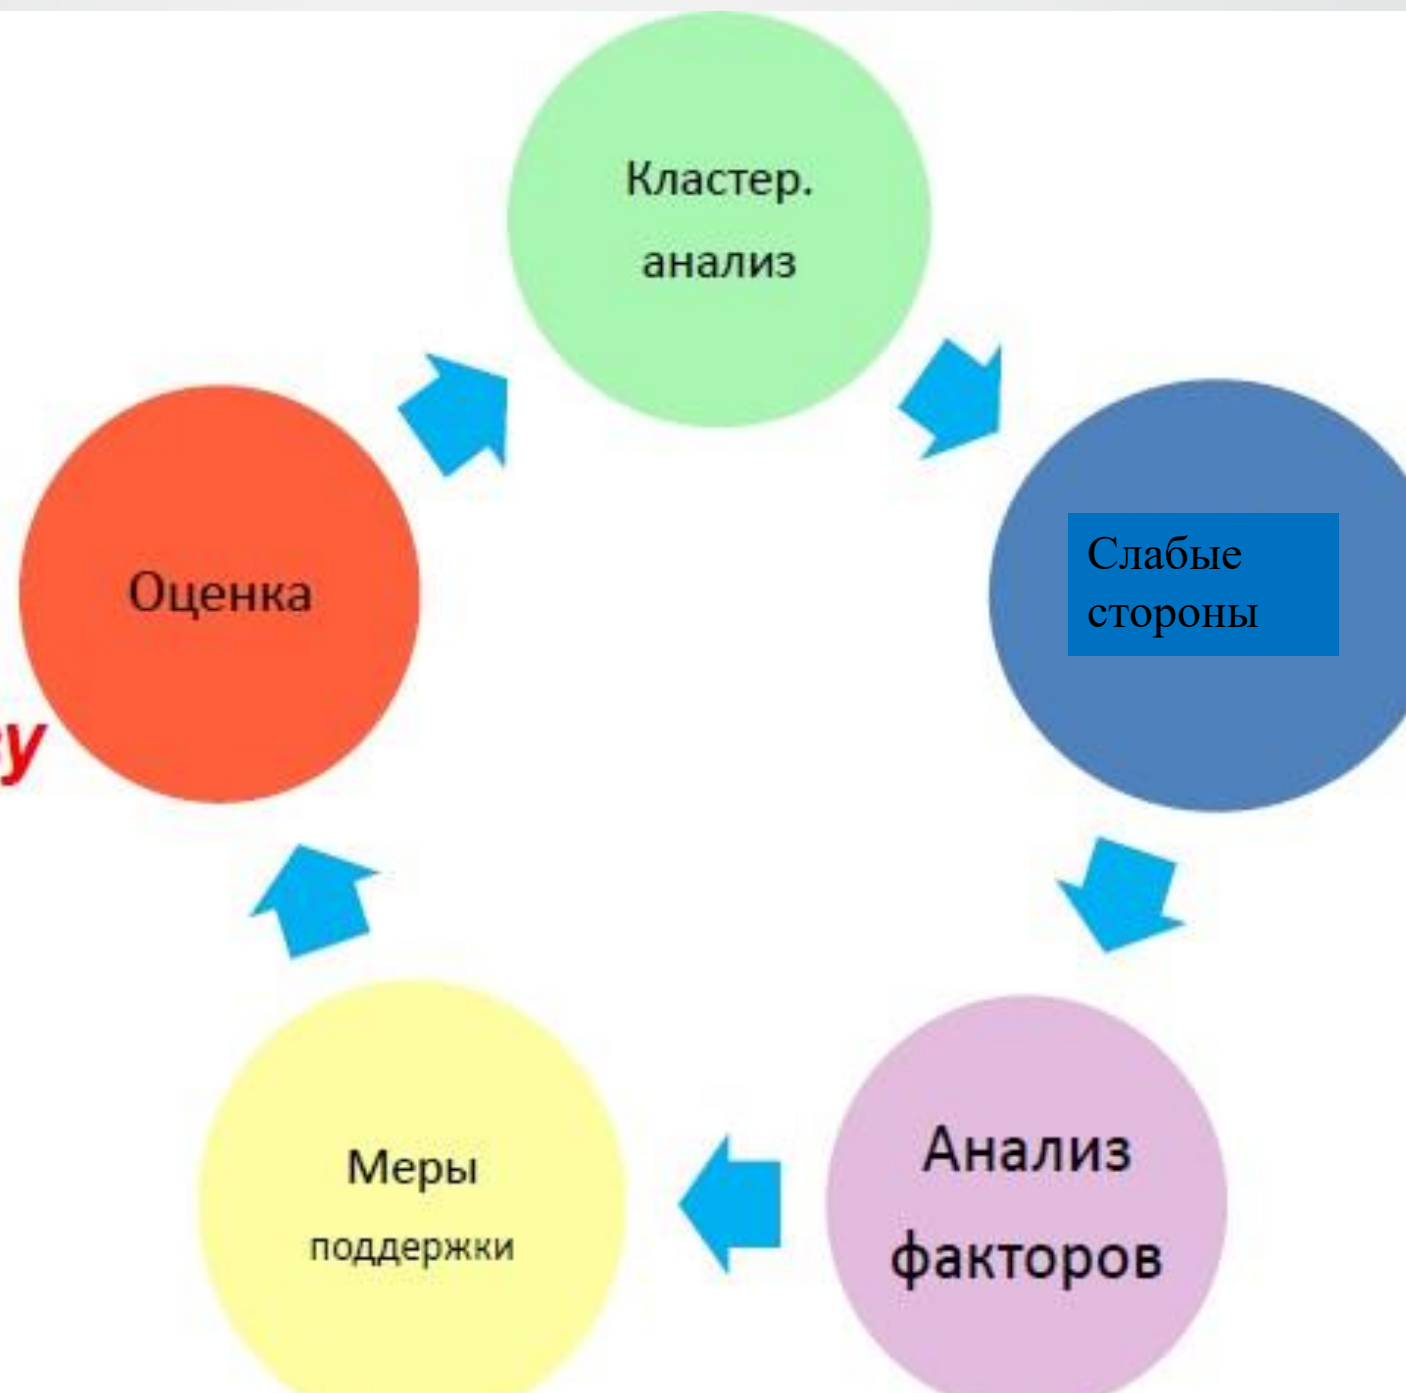 Кластер.
анализ
Слабые
стороны
Анализ
факторов
Меры
поддержки
Оценка